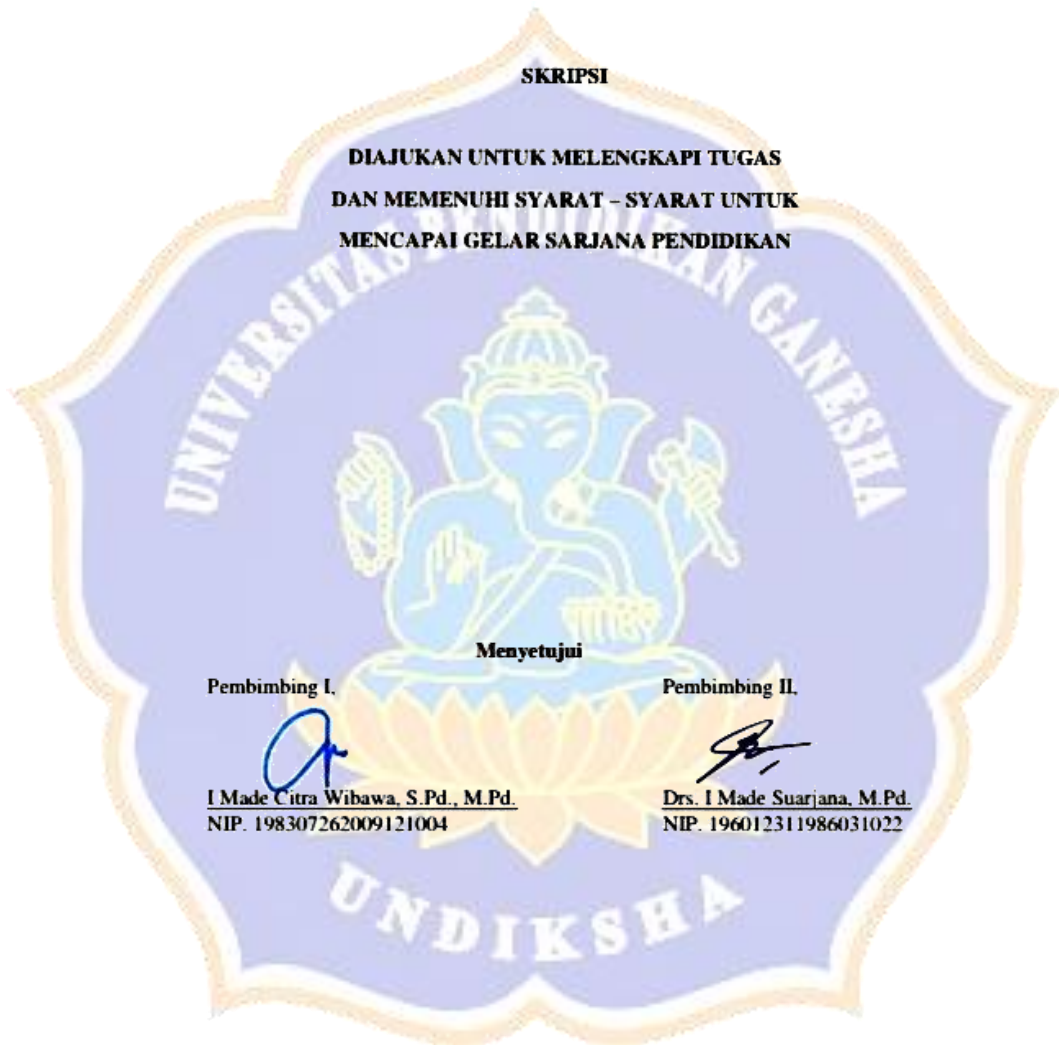 SKRIPSI
DIAJUKAN UNTUK MELENGKAPI TUGAS
DAN MEMENUHI SYARAT – SYARAT UNTUK
MENCAPAI GELAR SARJANA PENDIDIKAN
UNIVERSITAS PENDIDIKAN GANESHA
Menyetujui
Pembimbing I,
Pembimbing II,
I Made Citra Wibawa, S.Pd., M.Pd.
Drs. I Made Suarjana, M.Pd.
NIP. 198307262009121004
NIP. 196012311986031022
UNDIKSHA